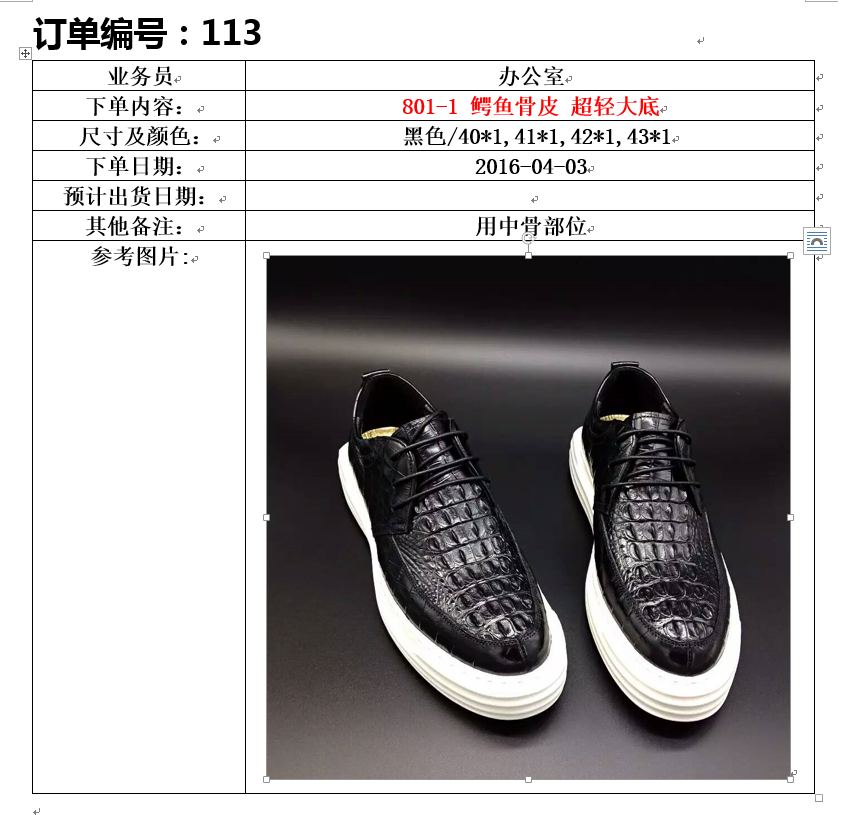 订单编号：113
业务员 办公室
下单内容： 801-1 鳄鱼骨皮 超轻大底
尺寸及颜色： 黑色/40*1,41*1,42*1,43*1
下单日期： 2016-04-03
预计出货日期：
其他备注： 用中骨部位
参考图片: